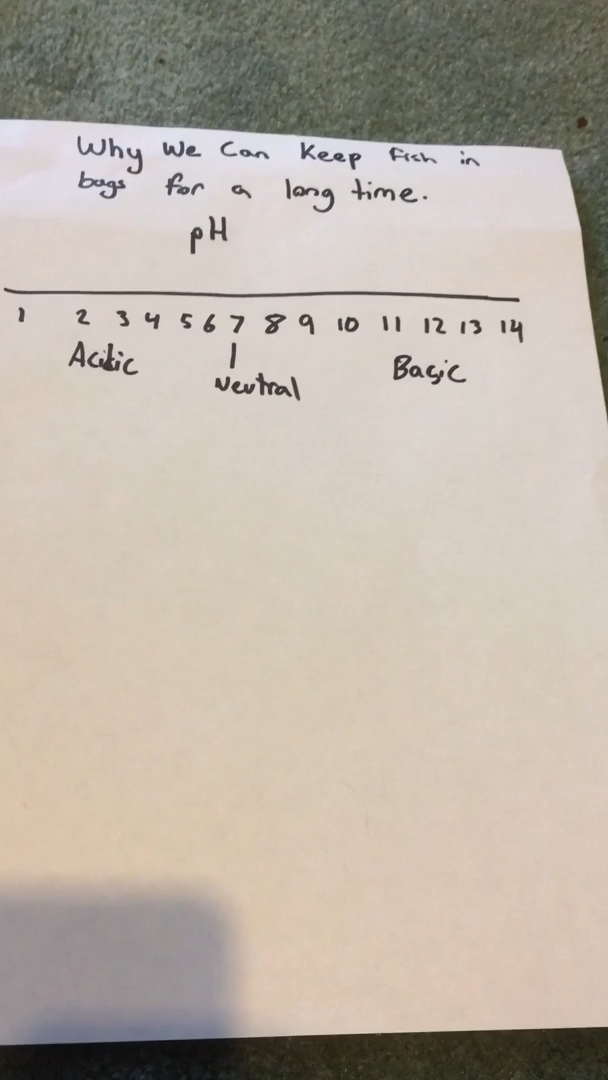 Why We Can Keep fish in
bags for a long time.
pH
1 2 3 4 5 6 7 8 9 10 11 12 13 14
Acidic
Neutral
Basic